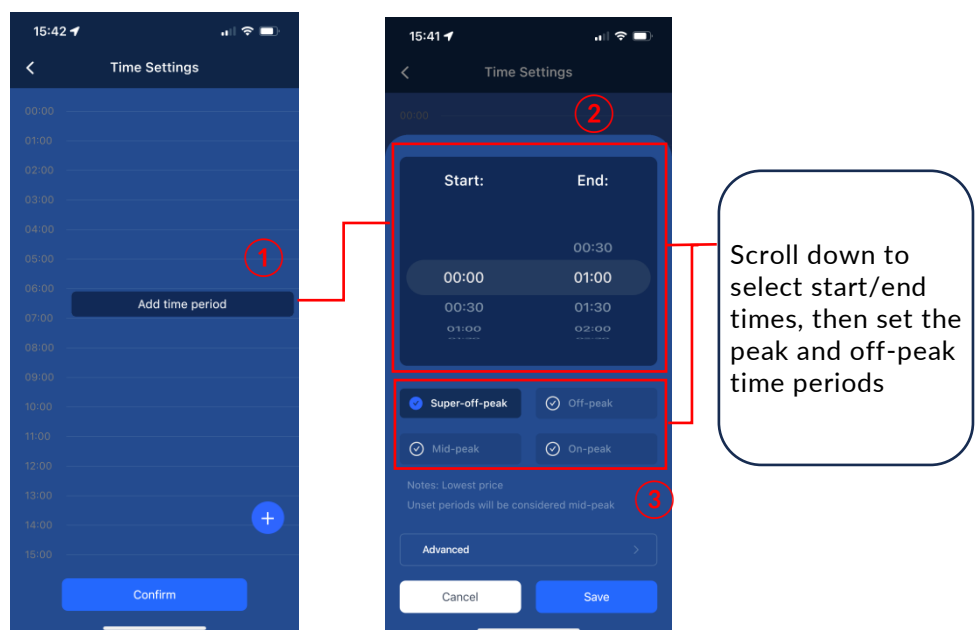 15:42
Time Settings
00:00
01:00
02:00
03:00
04:00
05:00
1
06:00
Add time period
07:00
08:00
09:00
10:00
11:00
12:00
13:00
14:00
+
15:00
Confirm
15:41
Time Settings
00:00
2
Start: End:
00:30
00:00 01:00
00:30 01:30
01:00 02:00
Super-off-peak Off-peak
Mid-peak On-peak
Notes: Lowest price
Unset periods will be considered mid-peak
3
Advanced
Cancel Save
Scroll down to
select start/end
times, then set the
peak and off-peak
time periods